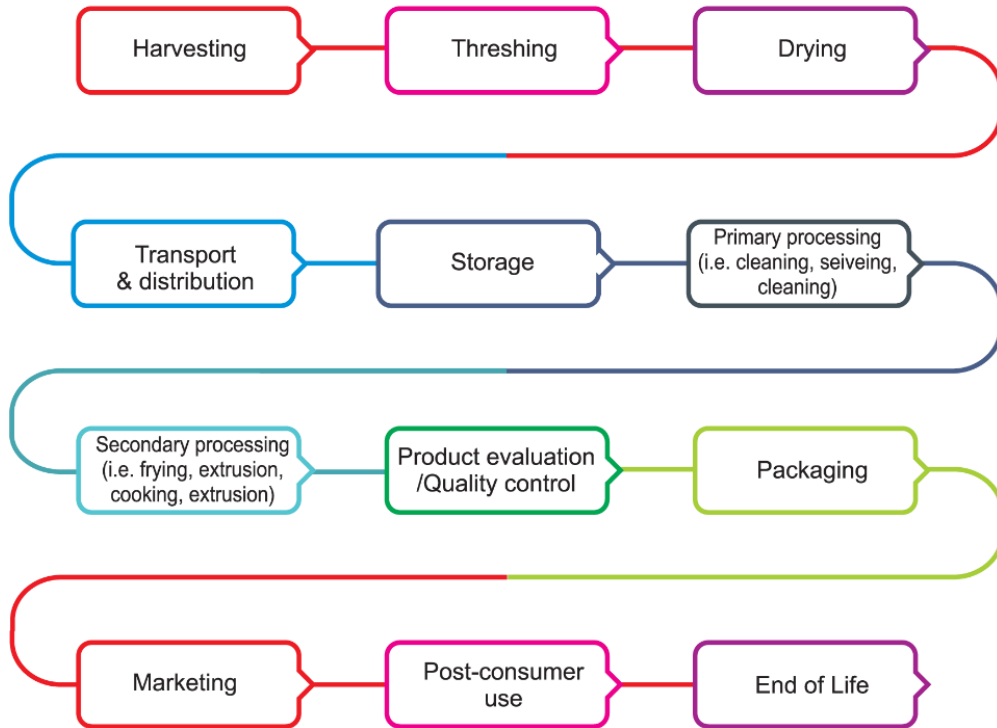 Harvesting
Threshing
Drying
Transport
& distribution
Storage
Primary processing
(i.e. cleaning, seiveing,
cleaning)
Secondary processing
(i.e. frying, extrusion,
cooking, extrusion)
Product evaluation
/Quality control
Packaging
Marketing
Post-consumer
use
End of Life